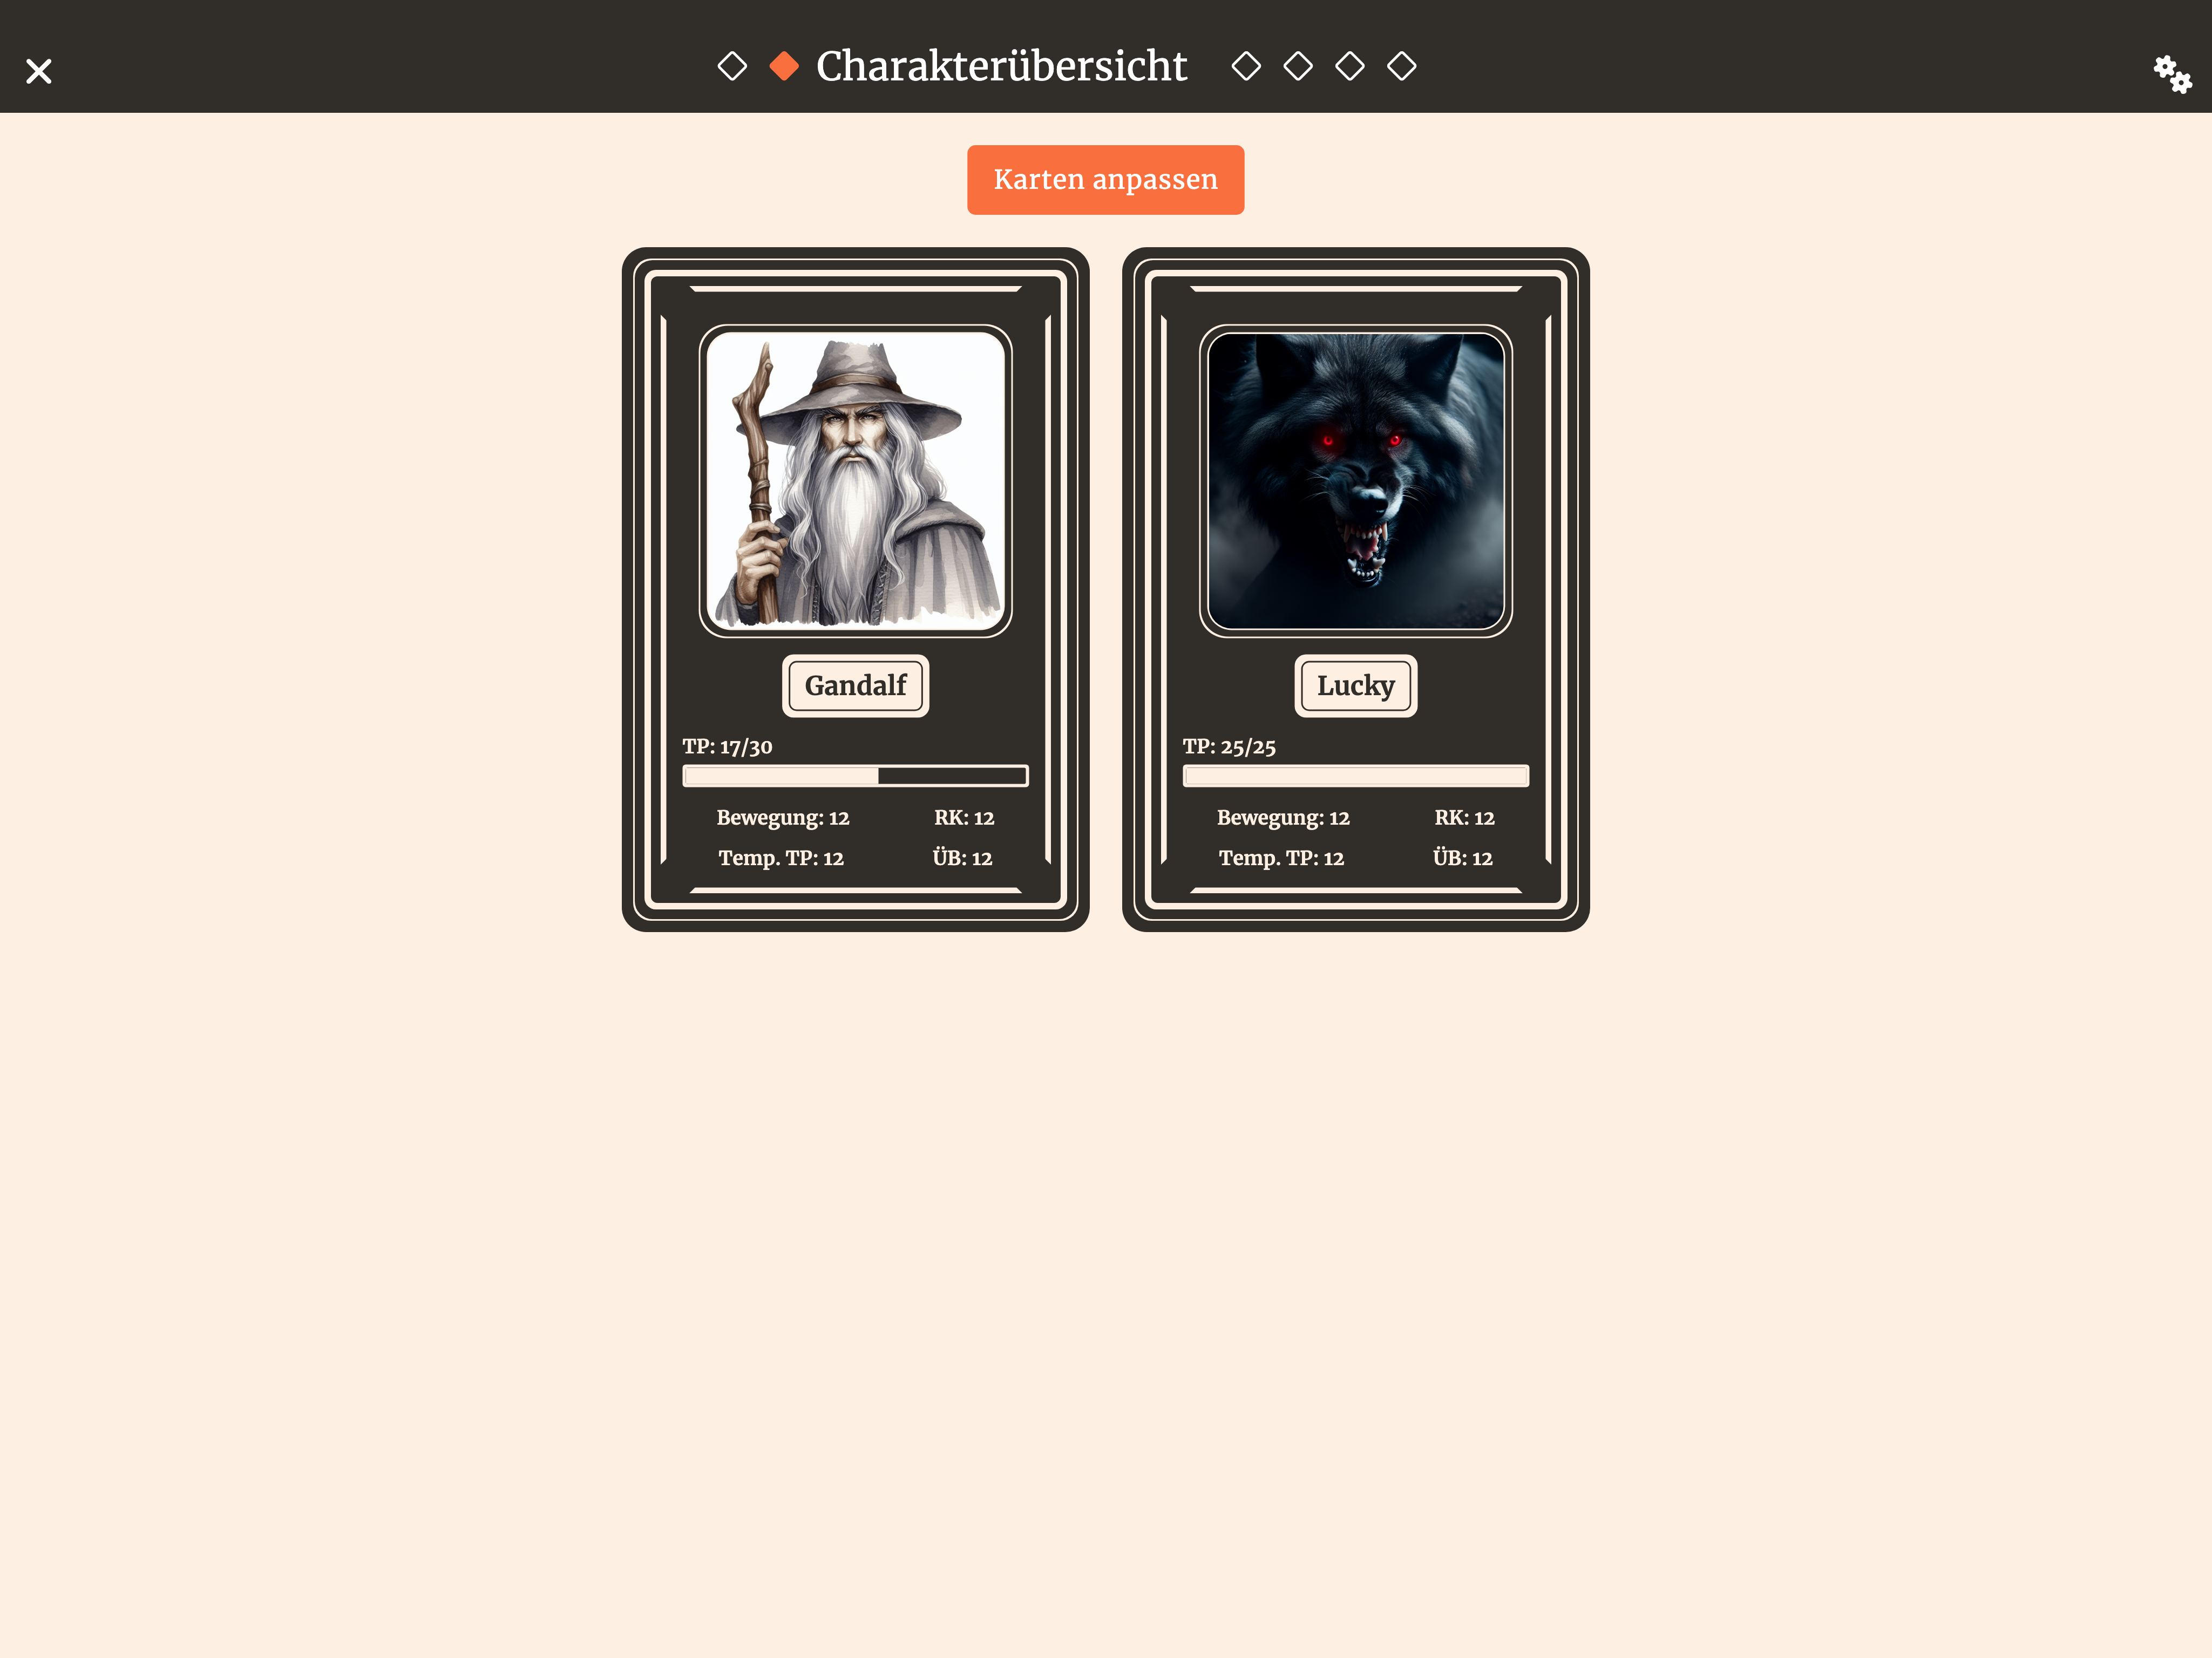 Charakterübersicht
Karten anpassen
Gandalf
TP: 17/30
Bewegung: 12 RK: 12
Temp. TP: 12 ÜB: 12
Lucky
TP: 25/25
Bewegung: 12 RK: 12
Temp. TP: 12 ÜB: 12